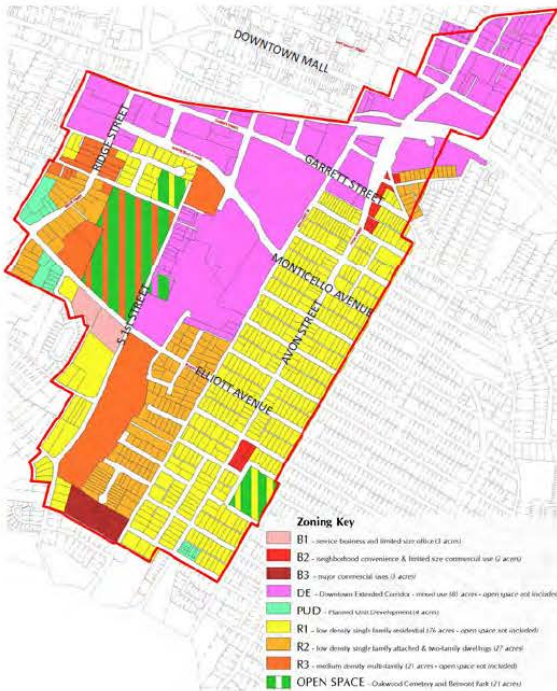 DOWNTOWN MALL
RIDGE STREET
GARRETT STREET
MONTICELLO AVENUE
S 1st STREET
AVON STREET
ELLIOTT AVENUE
Zoning Key
B1 - service business and limited size office (3 acres)
B2 - neighborhood convenience & limited size commercial use (2 acres)
B3 - major commercial uses (3 acres)
DE - Downtown Extended Corridor - mixed use (81 acres - open space not included)
PUD - Planned Unit Development (4 acres)
R1 - low density single family residential (76 acres - open space not included)
R2 - low density single family attached & two-family dwellings (27 acres)
R3 - medium density multi-family (21 acres - open space not included)
OPEN SPACE - Oakwood Cemetery and Belmont Park (21 acres)